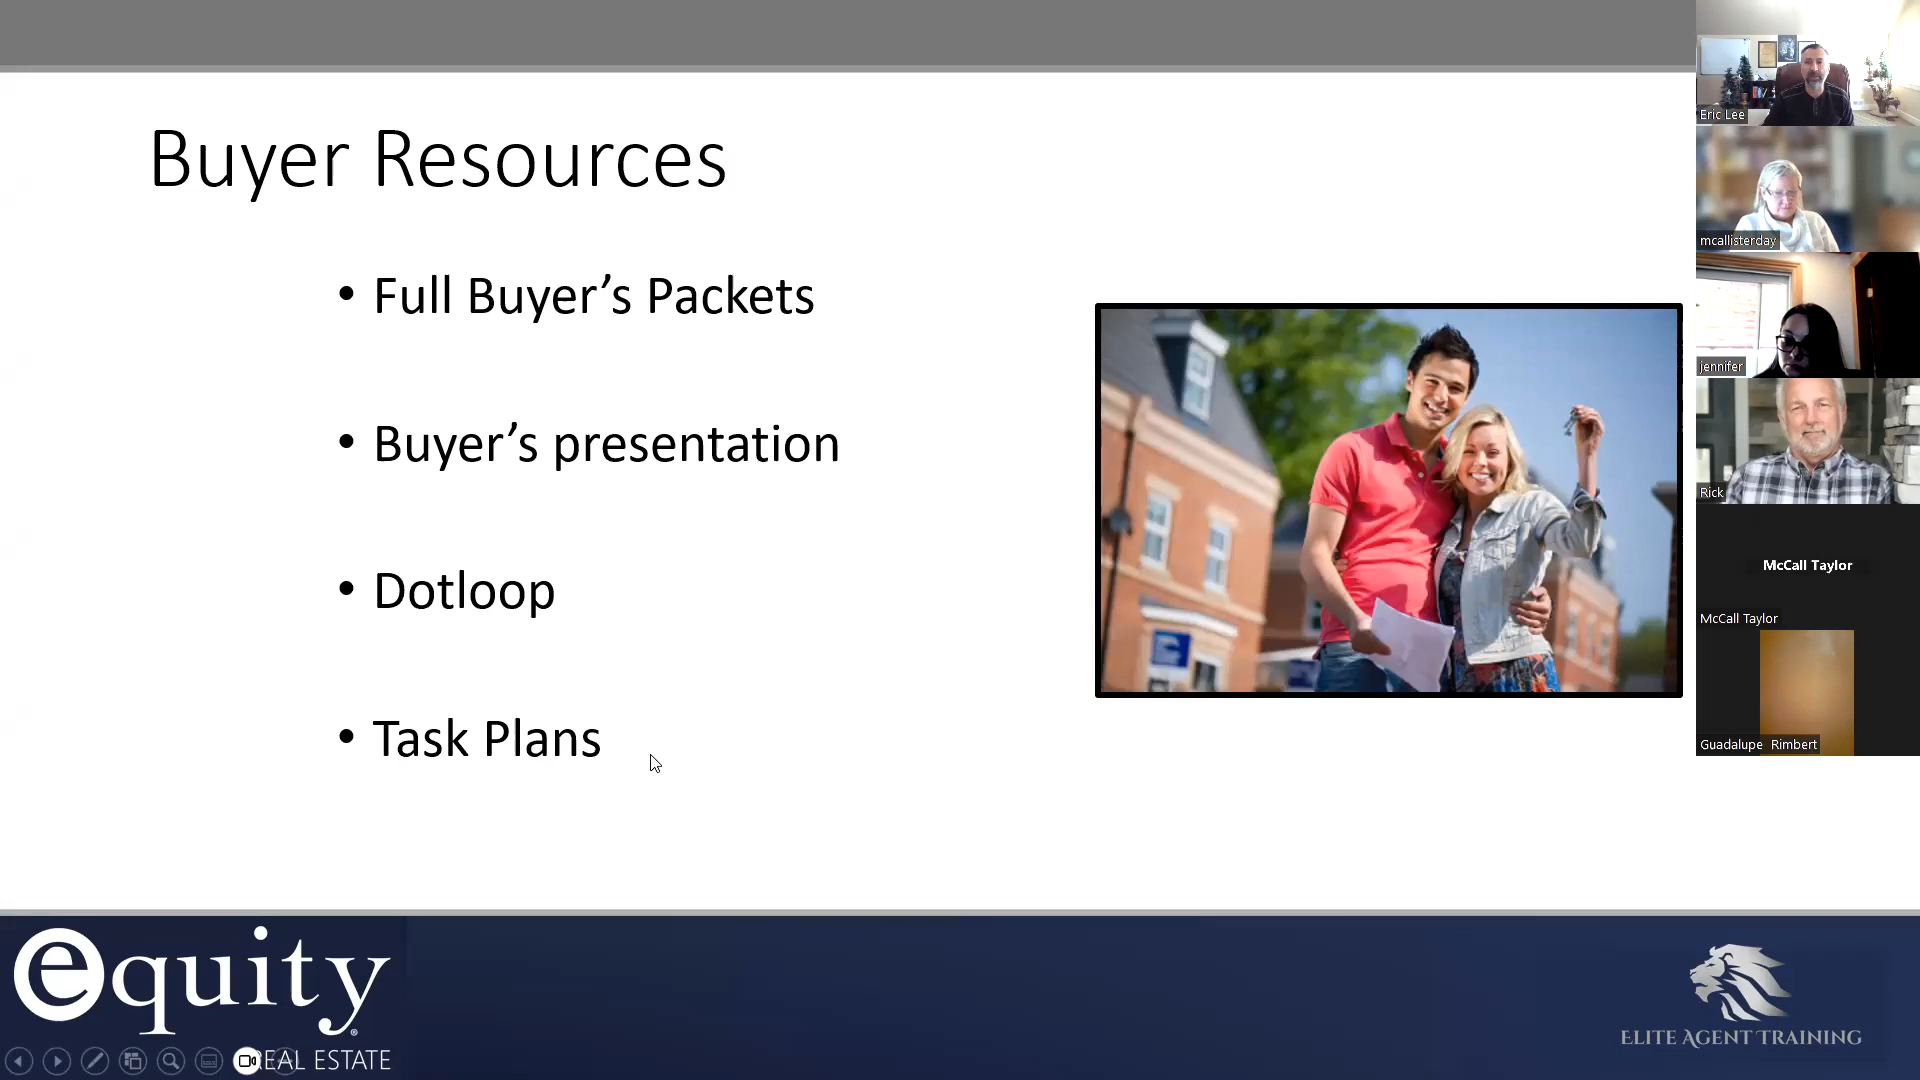 Buyer Resources
• Full Buyer’s Packets
• Buyer’s presentation
• Dotloop
• Task Plans
Eric Lee
mcallisterday
jennifer
Rick
McCall Taylor
McCall Taylor
Guadalupe Rimbert
equity®
REAL ESTATE
ELITE AGENT TRAINING